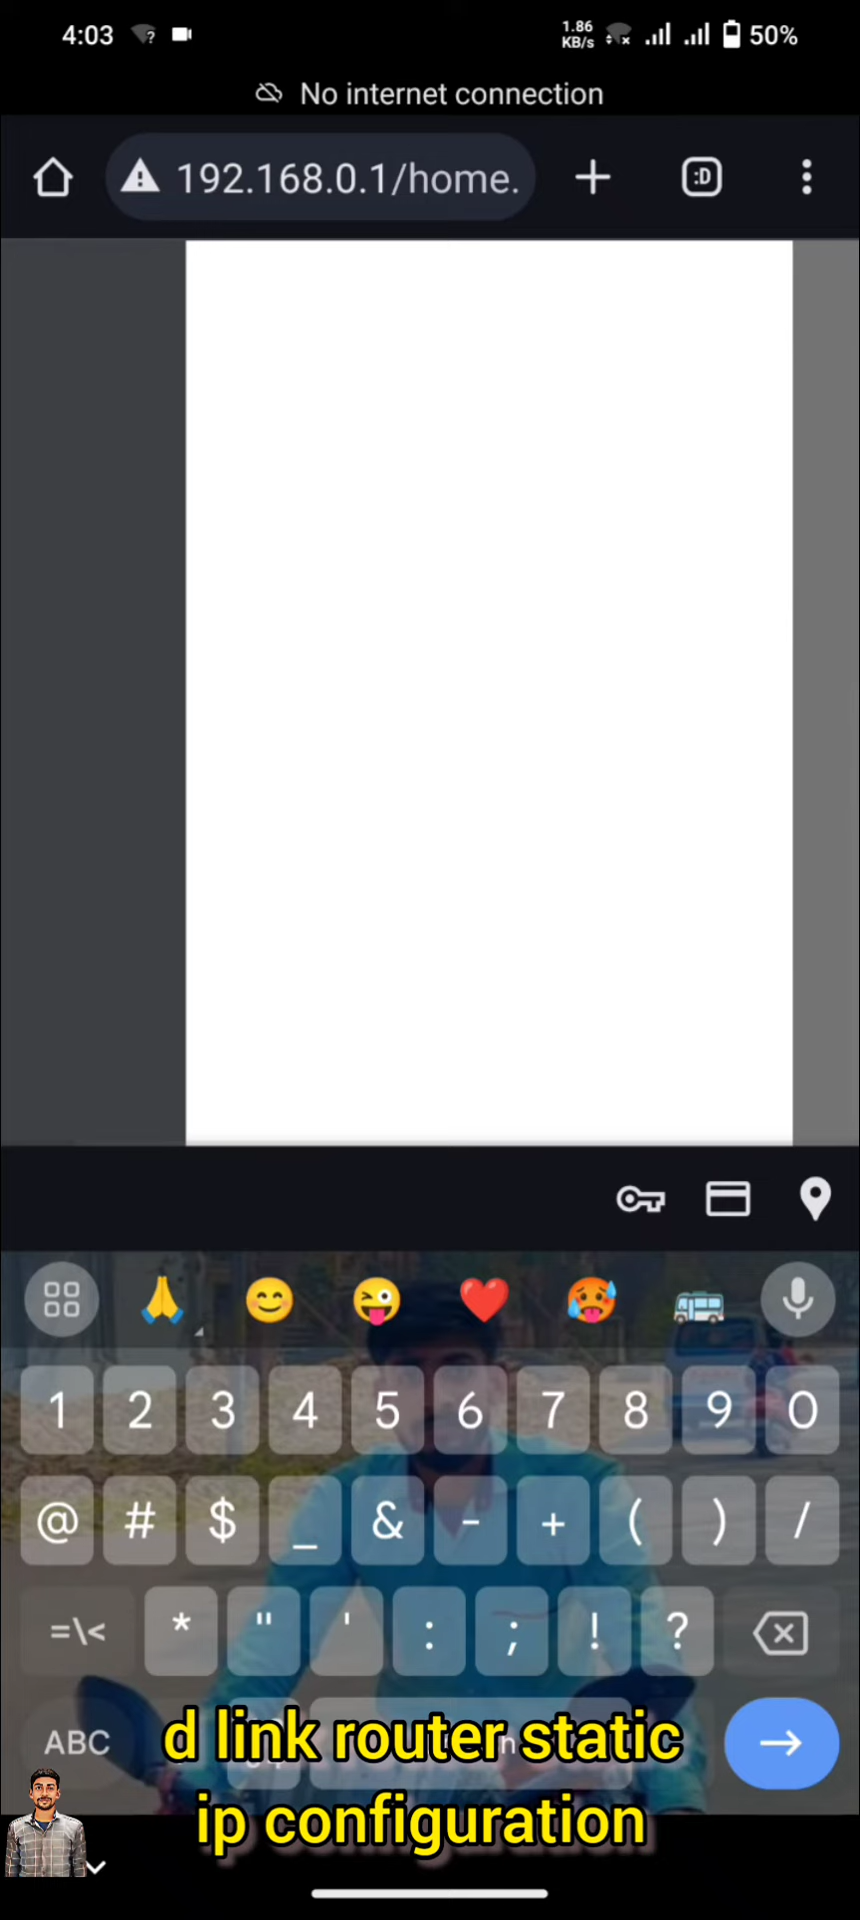 4:03
1.86
KB/s
50%
No internet connection
192.168.0.1/home.
:D
1 2 3 4 5 6 7 8 9 0
@ # $ _ & - + ( ) /
=\< * " ' : ; ! ?
ABC
d link router static
ip configuration